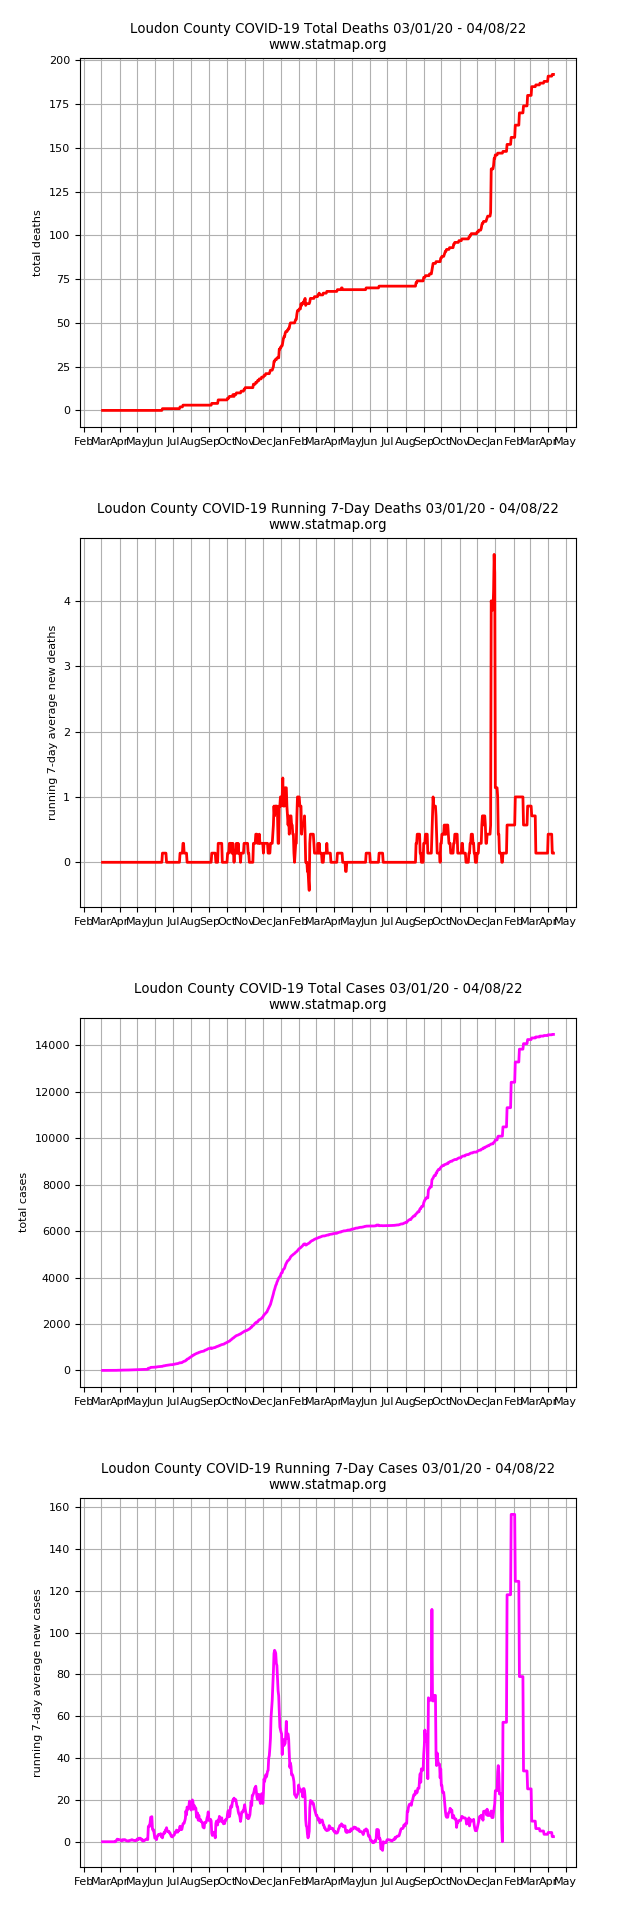 Loudon County COVID-19 Total Deaths 03/01/20 - 04/08/22
www.statmap.org
200
175
150
125
100
75
50
25
0
total deaths
Feb Mar Apr May Jun Jul Aug Sep Oct Nov Dec Jan Feb Mar Apr May Jun Jul Aug Sep Oct Nov Dec Jan Feb Mar Apr May
Loudon County COVID-19 Running 7-Day Deaths 03/01/20 - 04/08/22
www.statmap.org
4
3
2
1
0
running 7-day average new deaths
Feb Mar Apr May Jun Jul Aug Sep Oct Nov Dec Jan Feb Mar Apr May Jun Jul Aug Sep Oct Nov Dec Jan Feb Mar Apr May
Loudon County COVID-19 Total Cases 03/01/20 - 04/08/22
www.statmap.org
14000
12000
10000
8000
6000
4000
2000
0
total cases
Feb Mar Apr May Jun Jul Aug Sep Oct Nov Dec Jan Feb Mar Apr May Jun Jul Aug Sep Oct Nov Dec Jan Feb Mar Apr May
Loudon County COVID-19 Running 7-Day Cases 03/01/20 - 04/08/22
www.statmap.org
160
140
120
100
80
60
40
20
0
running 7-day average new cases
Feb Mar Apr May Jun Jul Aug Sep Oct Nov Dec Jan Feb Mar Apr May Jun Jul Aug Sep Oct Nov Dec Jan Feb Mar Apr May